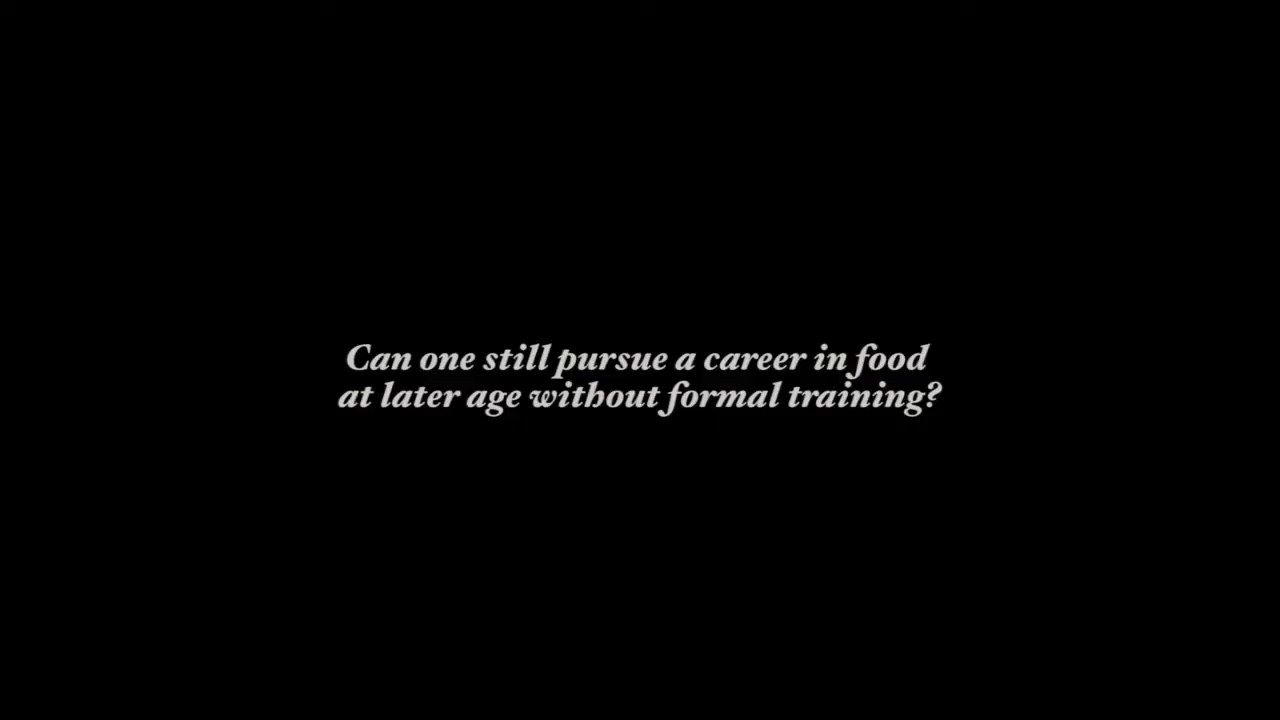 Can one still pursue a career in food
at later age without formal training?